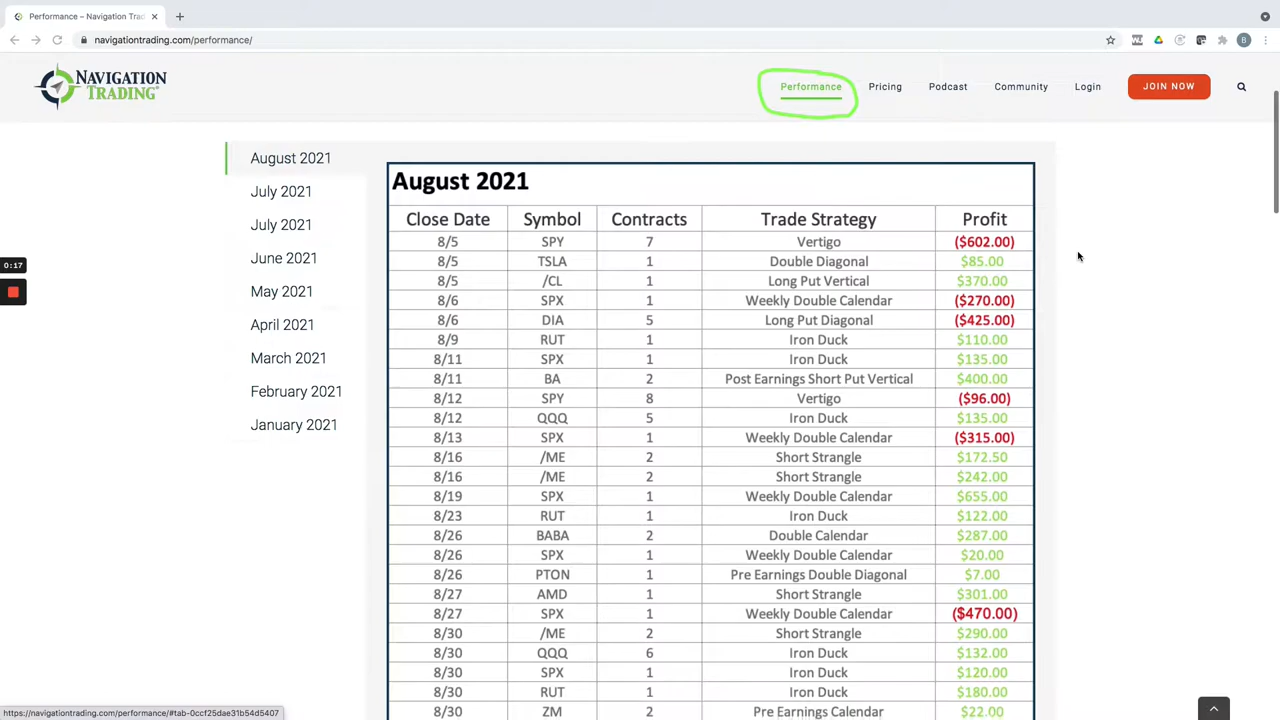 Performance – Navigation Trad
navigationtrading.com/performance/
B
NAVIGATION
TRADING
Performance
Pricing
Podcast
Community
Login
JOIN NOW
0:17
August 2021
July 2021
July 2021
June 2021
May 2021
April 2021
March 2021
February 2021
January 2021
August 2021
Close Date Symbol Contracts Trade Strategy Profit
8/5 SPY 7 Vertigo ($602.00)
8/5 TSLA 1 Double Diagonal $85.00
8/5 /CL 1 Long Put Vertical $370.00
8/6 SPX 1 Weekly Double Calendar ($270.00)
8/6 DIA 5 Long Put Diagonal ($425.00)
8/9 RUT 1 Iron Duck $110.00
8/11 SPX 1 Iron Duck $135.00
8/11 BA 2 Post Earnings Short Put Vertical $400.00
8/12 SPY 8 Vertigo ($96.00)
8/12 QQQ 5 Iron Duck $135.00
8/13 SPX 1 Weekly Double Calendar ($315.00)
8/16 /ME 2 Short Strangle $172.50
8/16 /ME 2 Short Strangle $242.00
8/19 SPX 1 Weekly Double Calendar $655.00
8/23 RUT 1 Iron Duck $122.00
8/26 BABA 2 Double Calendar $287.00
8/26 SPX 1 Weekly Double Calendar $20.00
8/26 PTON 1 Pre Earnings Double Diagonal $7.00
8/27 AMD 1 Short Strangle $301.00
8/27 SPX 1 Weekly Double Calendar ($470.00)
8/30 /ME 2 Short Strangle $290.00
8/30 QQQ 6 Iron Duck $132.00
8/30 SPX 1 Iron Duck $120.00
8/30 RUT 1 Iron Duck $180.00
8/30 ZM 2 Pre Earnings Calendar $22.00
https://navigationtrading.com/performance/#tab-0ccf25dae31b54d5407